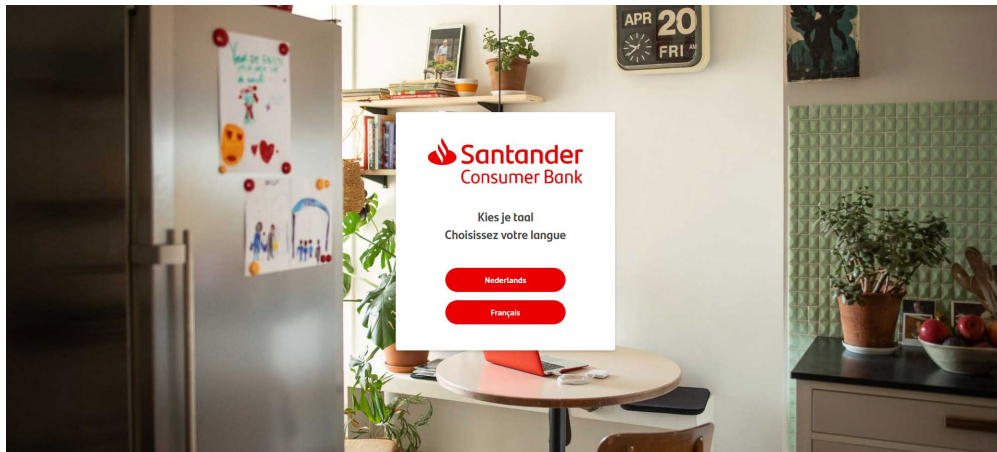 APR 20
FRI
Santander
Consumer Bank
Kies je taal
Choisissez votre langue
Nederlands
Français